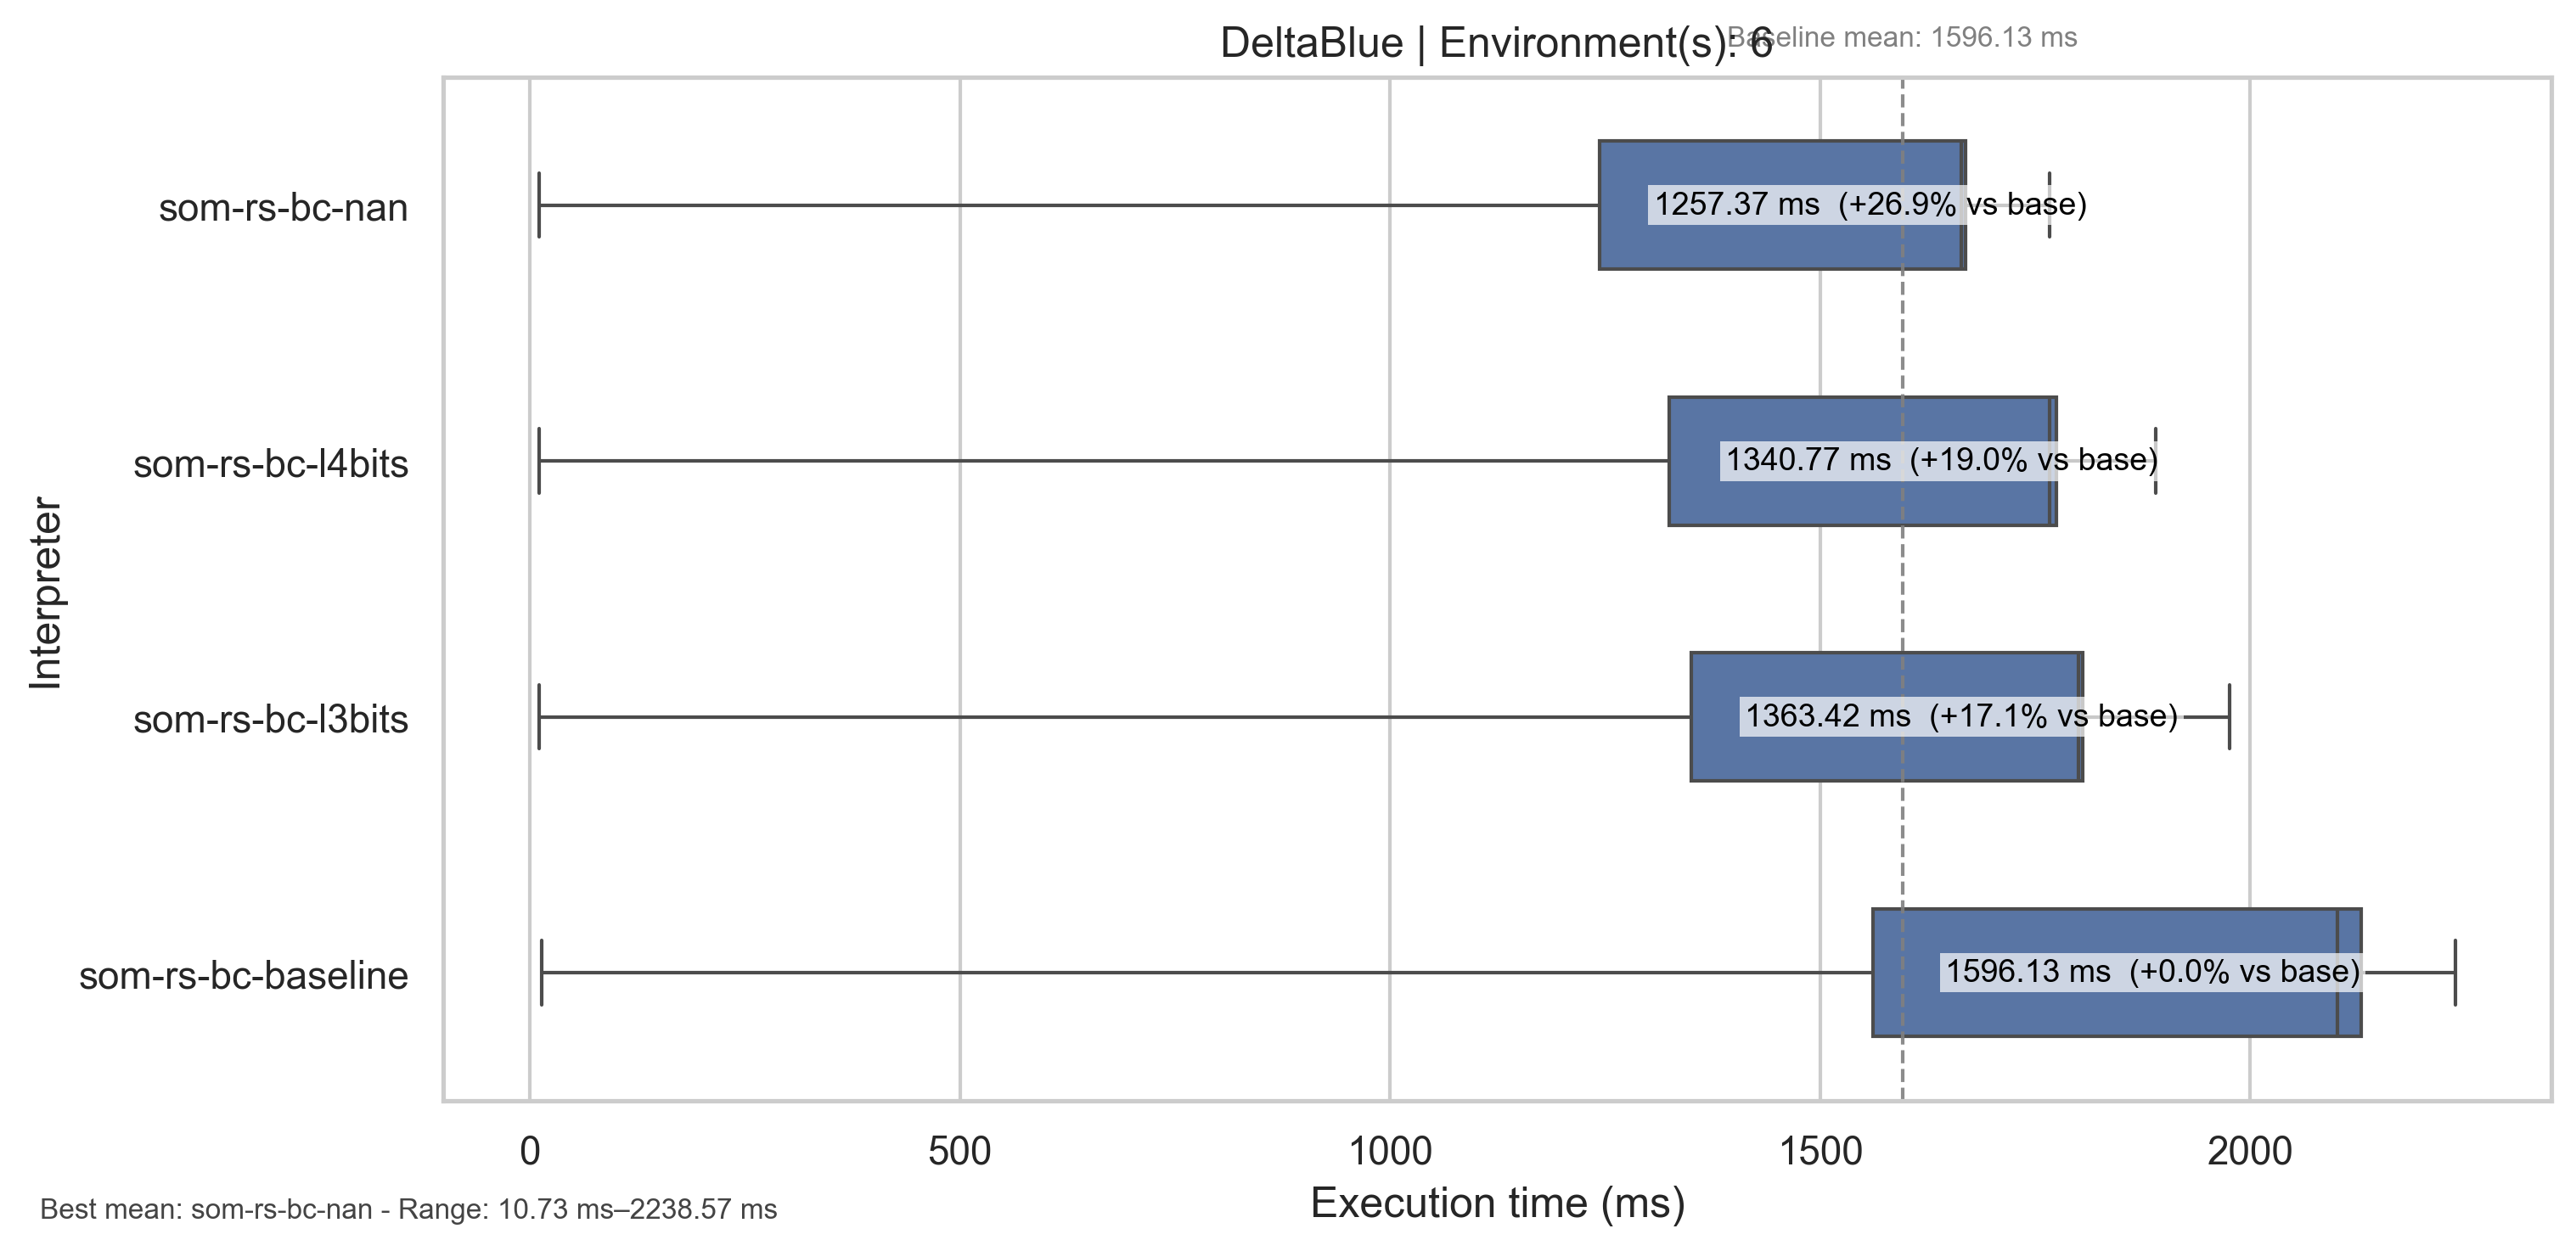 DeltaBlue | Environment(s): 6
Baseline mean: 1596.13 ms
Interpreter
som-rs-bc-nan
1257.37 ms (+26.9% vs base)
som-rs-bc-l4bits
1340.77 ms (+19.0% vs base)
som-rs-bc-l3bits
1363.42 ms (+17.1% vs base)
som-rs-bc-baseline
1596.13 ms (+0.0% vs base)
0 500 1000 1500 2000
Execution time (ms)
Best mean: som-rs-bc-nan - Range: 10.73 ms–2238.57 ms